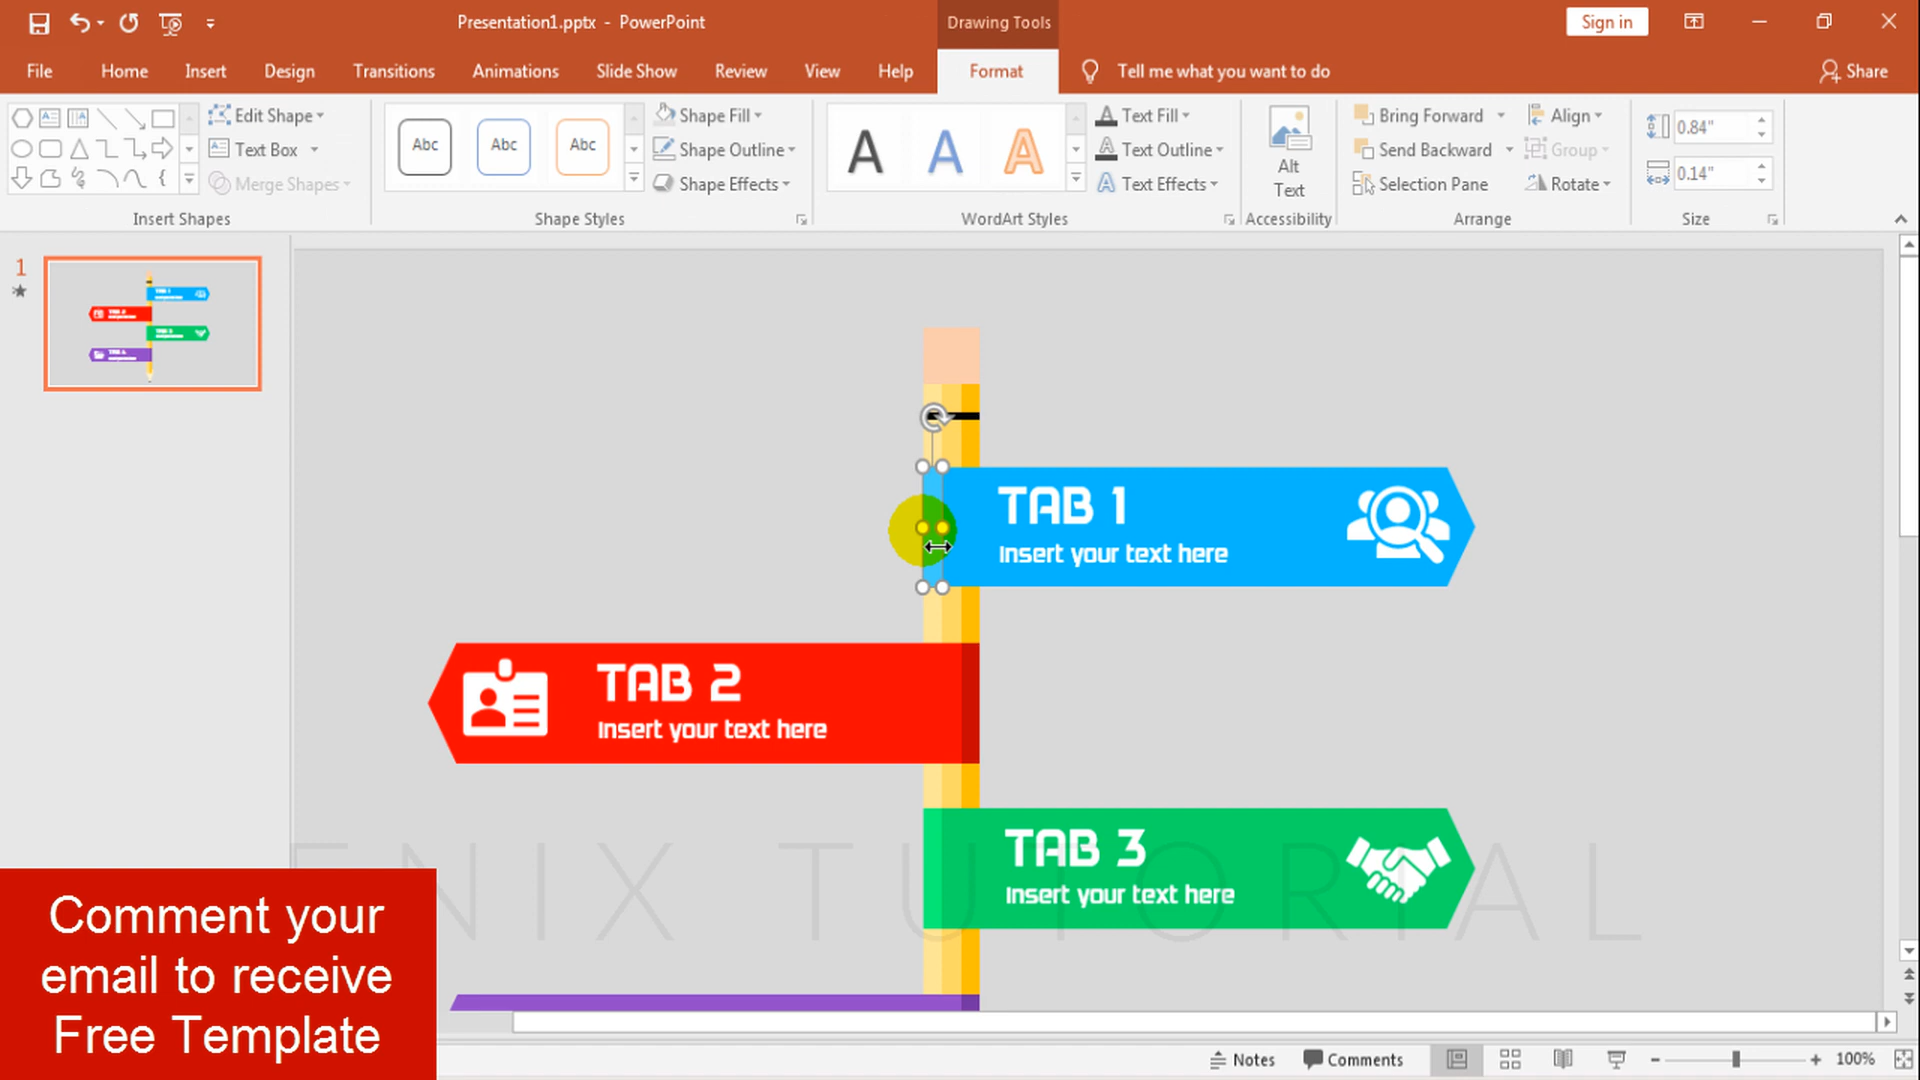 Presentation1.pptx - PowerPoint
Drawing Tools
Sign in
File Home Insert Design Transitions Animations Slide Show Review View Help Format Tell me what you want to do Share
Edit Shape
Text Box
Merge Shapes
Insert Shapes
Abc Abc Abc
Shape Fill
Shape Outline
Shape Effects
Shape Styles
A A A
Text Fill
Text Outline
Text Effects
WordArt Styles
Alt
Text
Accessibility
Bring Forward
Send Backward
Selection Pane
Align
Group
Rotate
Arrange
0.84"
0.14"
Size
1
TAB 1
Insert your text here
TAB 2
Insert your text here
TAB 3
Insert your text here
ENIX TUTORIAL
Comment your
email to receive
Free Template
Notes Comments 100%